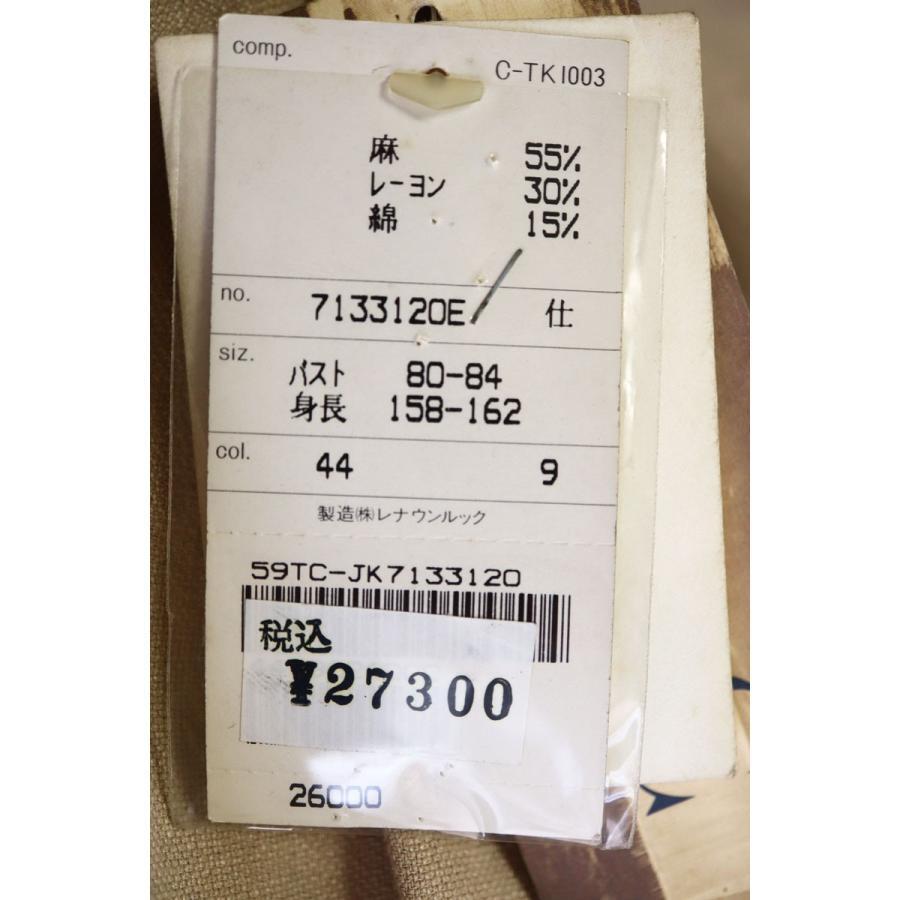 comp.
C-TK1003
麻 55%
レーヨン 30%
綿 15%
no. 7133120E 仕
siz.
バスト 80-84
身長 158-162
col. 44 9
製造㈱レナウンルック
59TC-JK7133120
税込
¥27300
26000